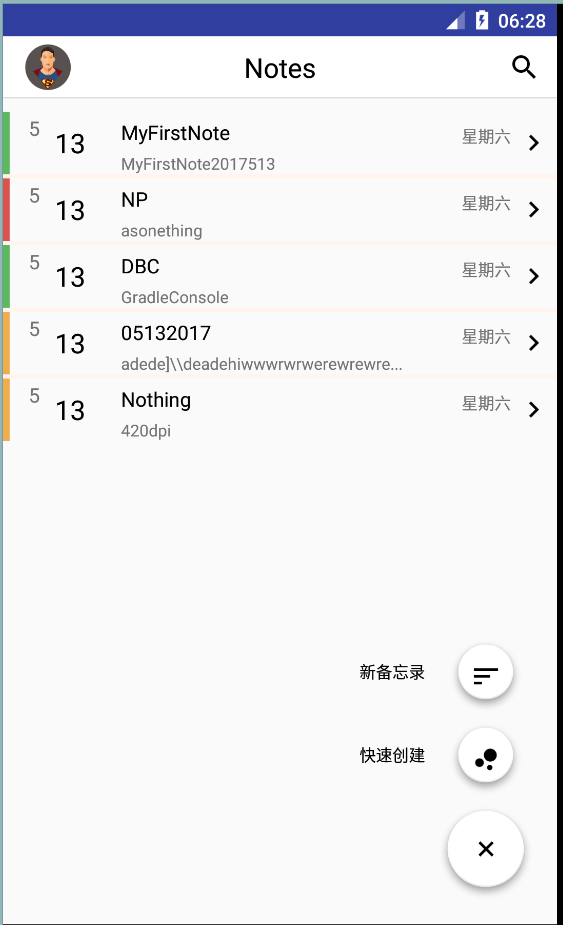 06:28
Notes
5 13 MyFirstNote 星期六
MyFirstNote2017513
5 13 NP 星期六
asonething
5 13 DBC 星期六
GradleConsole
5 13 05132017 星期六
adede]\\deadehiwwwrwrwerewrewre...
5 13 Nothing 星期六
420dpi
新备忘录
快速创建